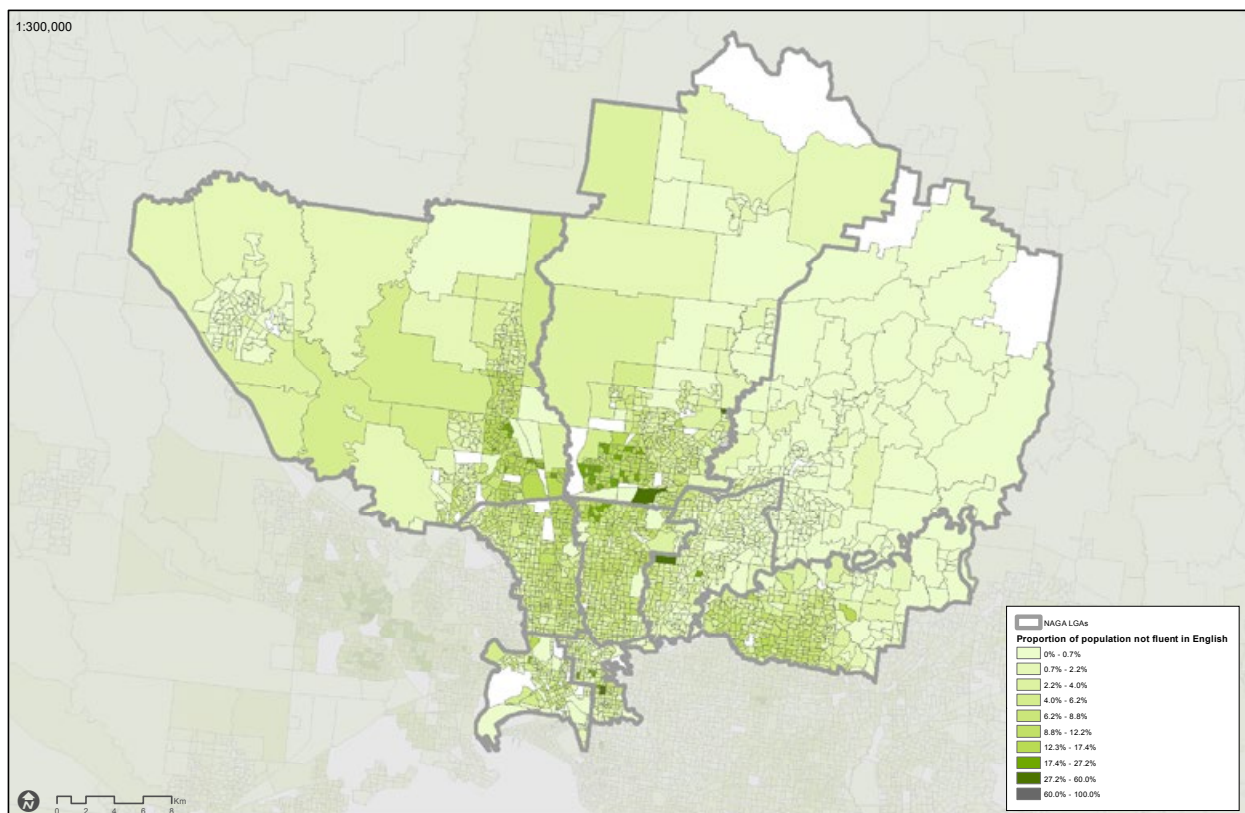 1:300,000
NAGA LGAs
Proportion of population not fluent in English
0% - 0.7%
0.7% - 2.2%
2.2% - 4.0%
4.0% - 6.2%
6.2% - 8.8%
8.8% - 12.2%
12.3% - 17.4%
17.4% - 27.2%
27.2% - 60.0%
60.0% - 100.0%
N
Km
0 2 4 6 8